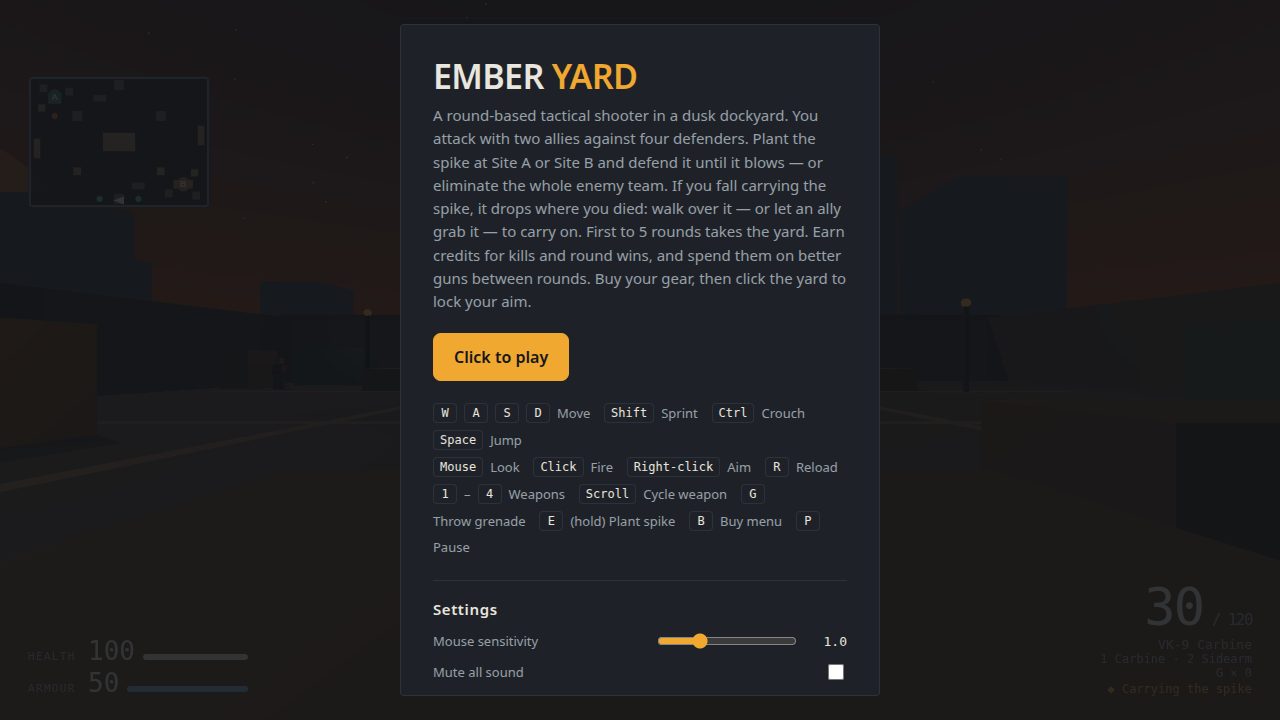 EMBER YARD
A round-based tactical shooter in a dusk dockyard. You
attack with two allies against four defenders. Plant the
spike at Site A or Site B and defend it until it blows — or
eliminate the whole enemy team. If you fall carrying the
spike, it drops where you died: walk over it — or let an ally
grab it — to carry on. First to 5 rounds takes the yard. Earn
credits for kills and round wins, and spend them on better
guns between rounds. Buy your gear, then click the yard to
lock your aim.
Click to play
W A S D Move Shift Sprint Ctrl Crouch
Space Jump
Mouse Look Click Fire Right-click Aim R Reload
1 – 4 Weapons Scroll Cycle weapon G
Throw grenade E (hold) Plant spike B Buy menu P
Pause
Settings
Mouse sensitivity 1.0
Mute all sound
A
B
HEALTH 100
ARMOUR 50
30 / 120
VK-9 Carbine
1 Carbine · 2 Sidearm
G × 0
◆ Carrying the spike